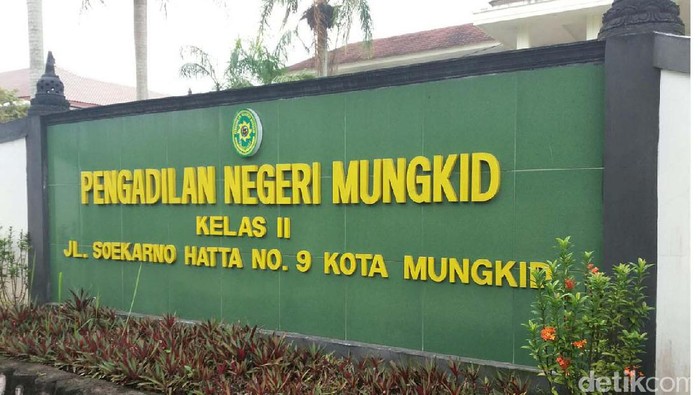 PENGADILAN NEGERI MUNGKID
KELAS II
JL. SOEKARNO HATTA NO. 9 KOTA MUNGKID
detikcom